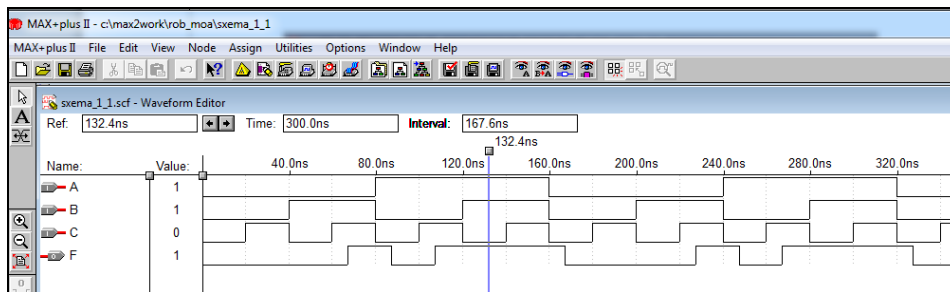 MAX+plus II - c:\max2work\rob_moa\sxema_1_1
MAX+plus II File Edit View Node Assign Utilities Options Window Help
sxema_1_1.scf - Waveform Editor
Ref: 132.4ns Time: 300.0ns Interval: 167.6ns
132.4ns
Name: Value: 40.0ns 80.0ns 120.0ns 160.0ns 200.0ns 240.0ns 280.0ns 320.0ns
A 1
B 1
C 0
F 1